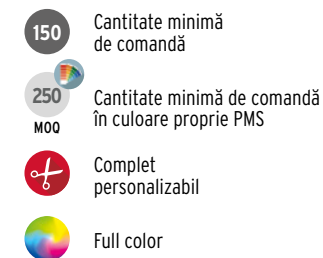 150
Cantitate minimă
de comandă
250
MOQ
Cantitate minimă de comandă
în culoare proprie PMS
Complet
personalizabil
Full color